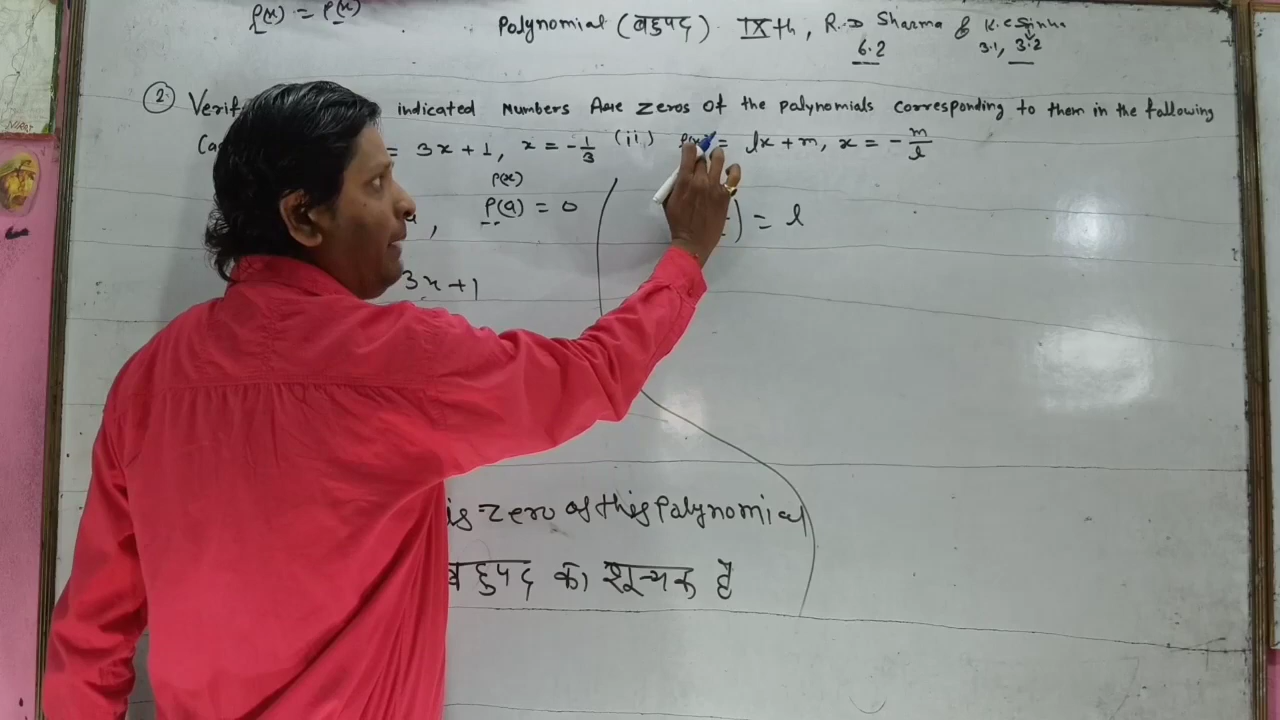 p(x) = p(x)
Polynomial (बहुपद) IXth, R.D Sharma & K.C Sinha
6.2 3.1, 3.2
② indicated Numbers Are zeros of the polynomials corresponding to them in the following
= 3x + 1, x = -1/3 (ii) = lx + m, x = -m/l
p(x)
, p(a) = 0
) = l
3x + 1
is zero of this Polynomial
बहुपद का शून्यक है